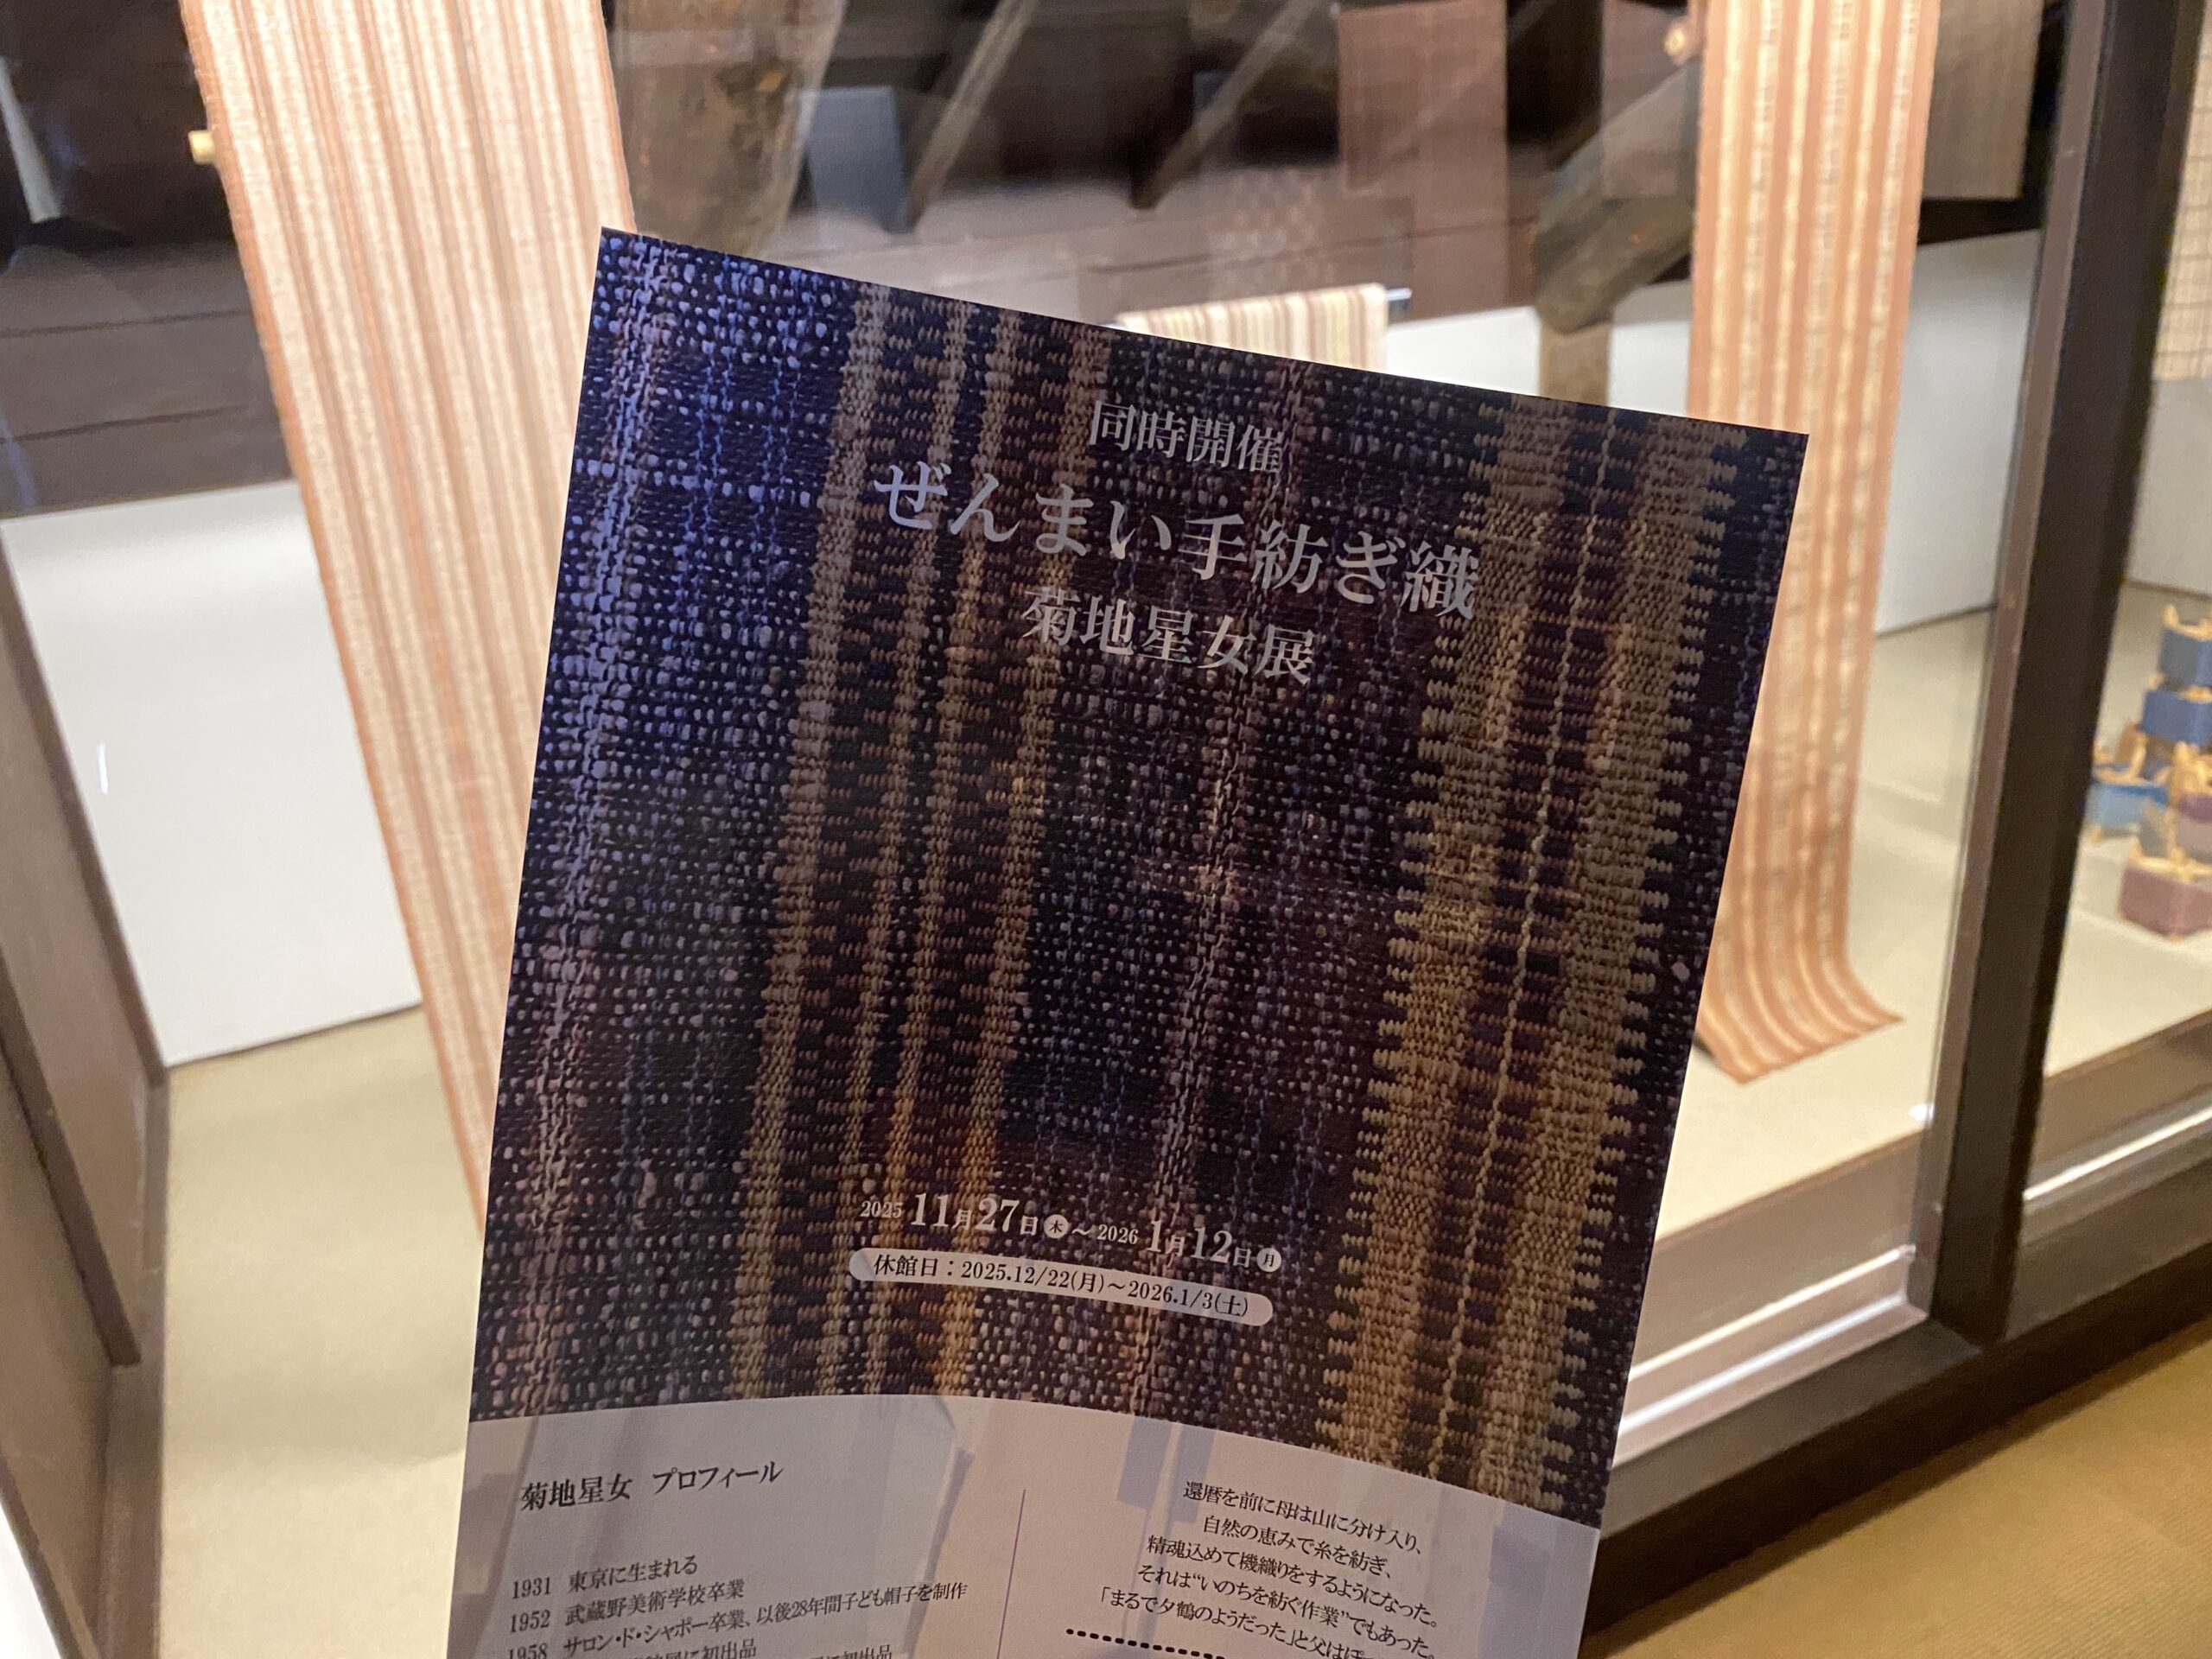 同時開催
ぜんまい手紡ぎ織
菊地星女展
2025 11月27日木～2026 1月12日月
休館日：2025.12/22(月)～2026.1/3(土)
菊地星女 プロフィール
1931 東京に生まれる
1952 武蔵野美術学校卒業
1958 サロン・ド・シャポー卒業、以後28年間子ども帽子を制作
に初出品
に初出品
還暦を前に母は山に分け入り、
自然の恵みで糸を紡ぎ、
精魂込めて機織りをするようになった。
それは“いのちを紡ぐ作業”でもあった。
「まるで夕鶴のようだった」と父は